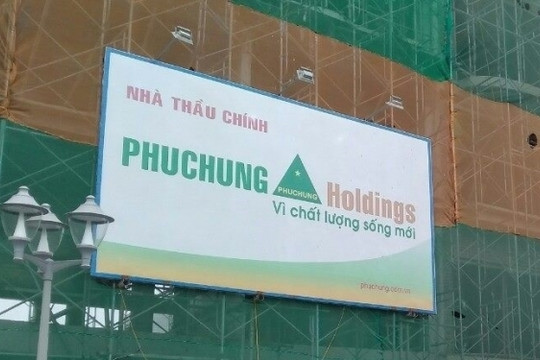 NHÀ THẦU CHÍNH
PHUCHUNG Holdings
PHUCHUNG
Vì chất lượng sống mới
phuchung.com.vn